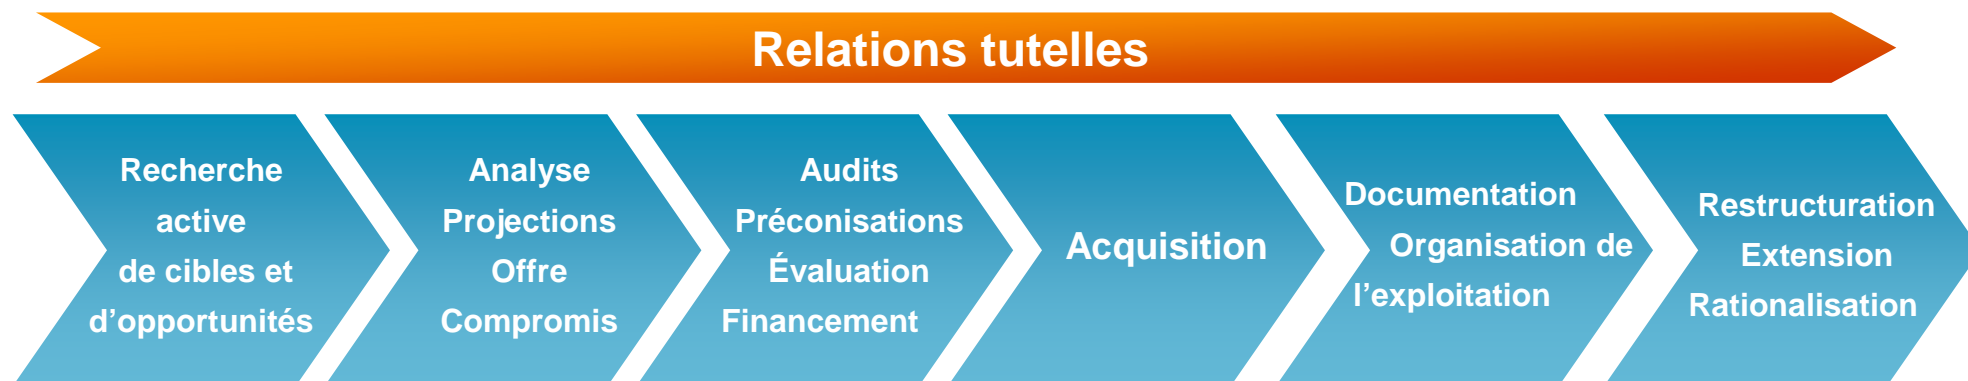 Relations tutelles
Recherche
active
de cibles et
d’opportunités
Analyse
Projections
Offre
Compromis
Audits
Préconisations
Évaluation
Financement
Acquisition
Documentation
Organisation de
l’exploitation
Restructuration
Extension
Rationalisation